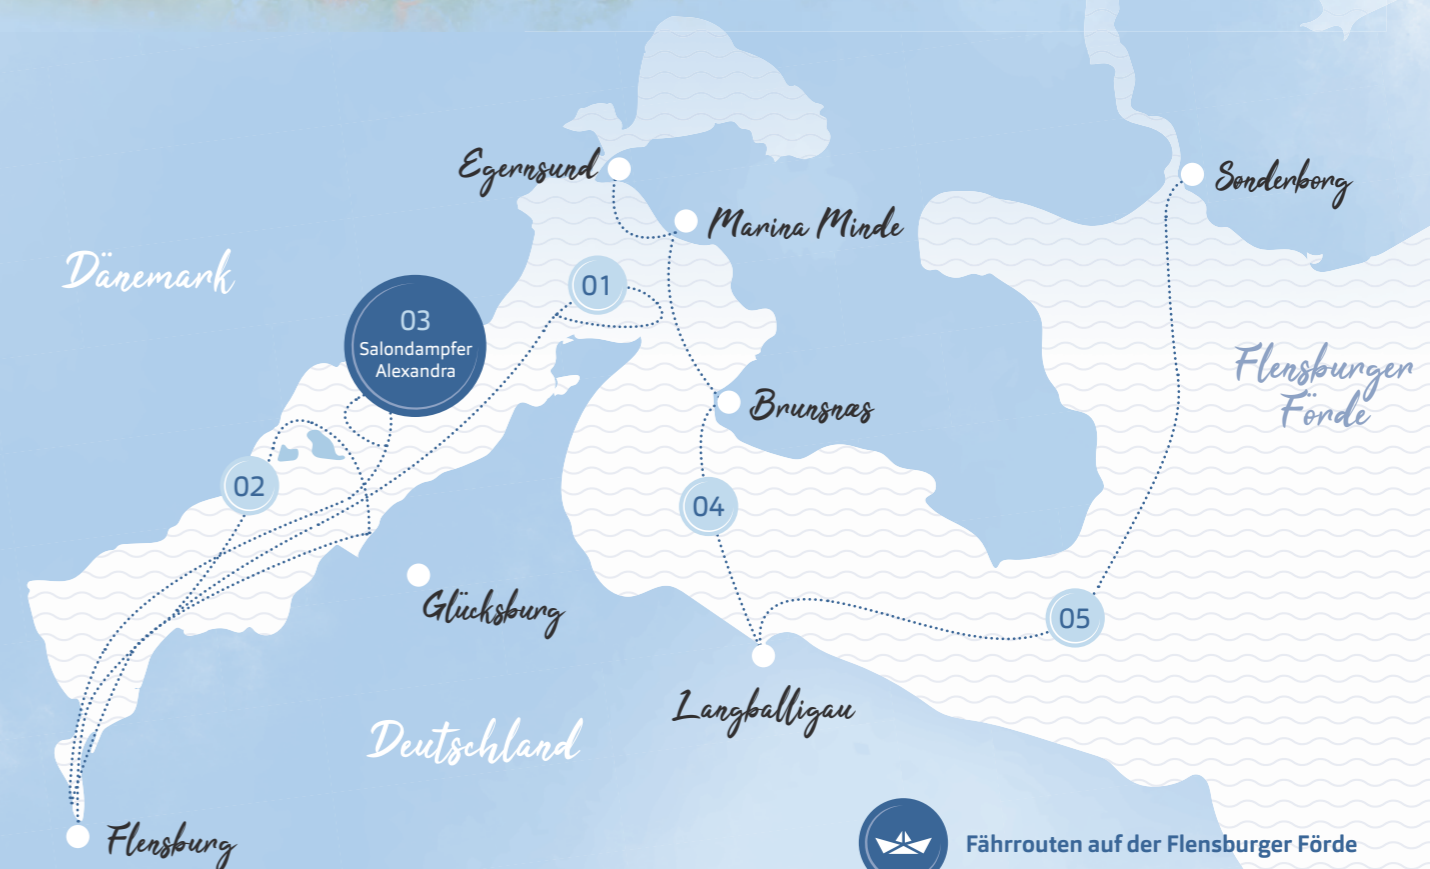 Egernsund
Sønderborg
Marina Minde
Dänemark
01
03
Salondampfer
Alexandra
Flensburger
Förde
Brunsnæs
02
04
Glücksburg
05
Langballigau
Deutschland
Flensburg
Fährrouten auf der Flensburger Förde